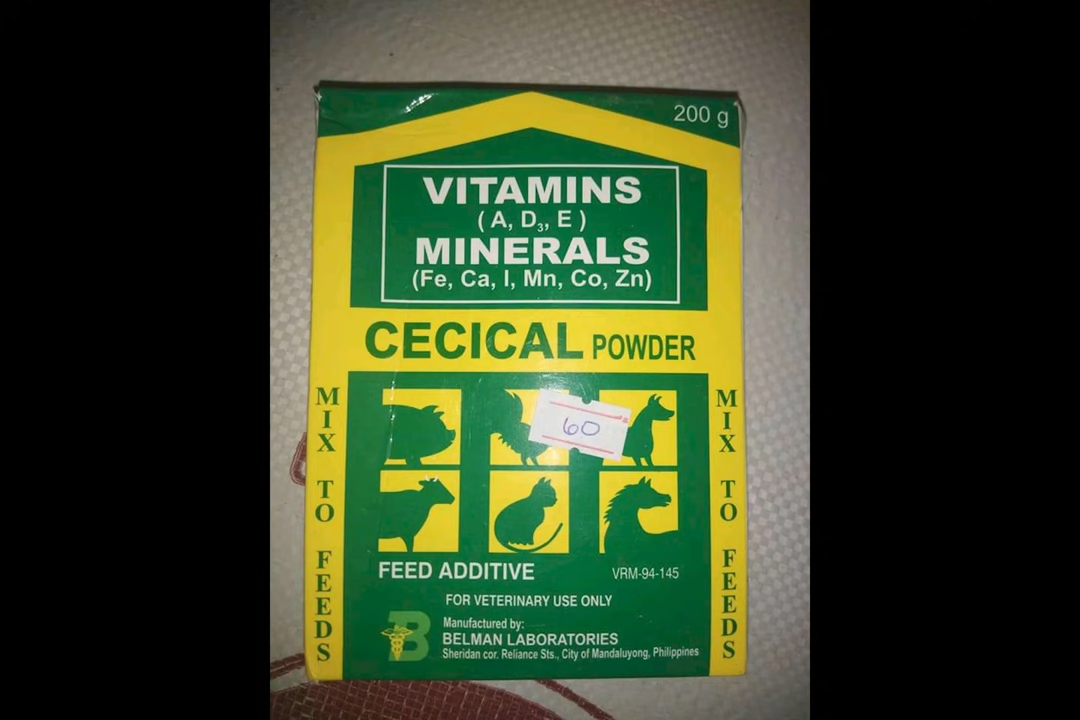 200 g
VITAMINS
( A, D₃, E )
MINERALS
(Fe, Ca, I, Mn, Co, Zn)
CECICAL POWDER
MIX TO FEEDS
60
MIX TO FEEDS
FEED ADDITIVE
VRM-94-145
FOR VETERINARY USE ONLY
B
Manufactured by:
BELMAN LABORATORIES
Sheridan cor. Reliance Sts., City of Mandaluyong, Philippines